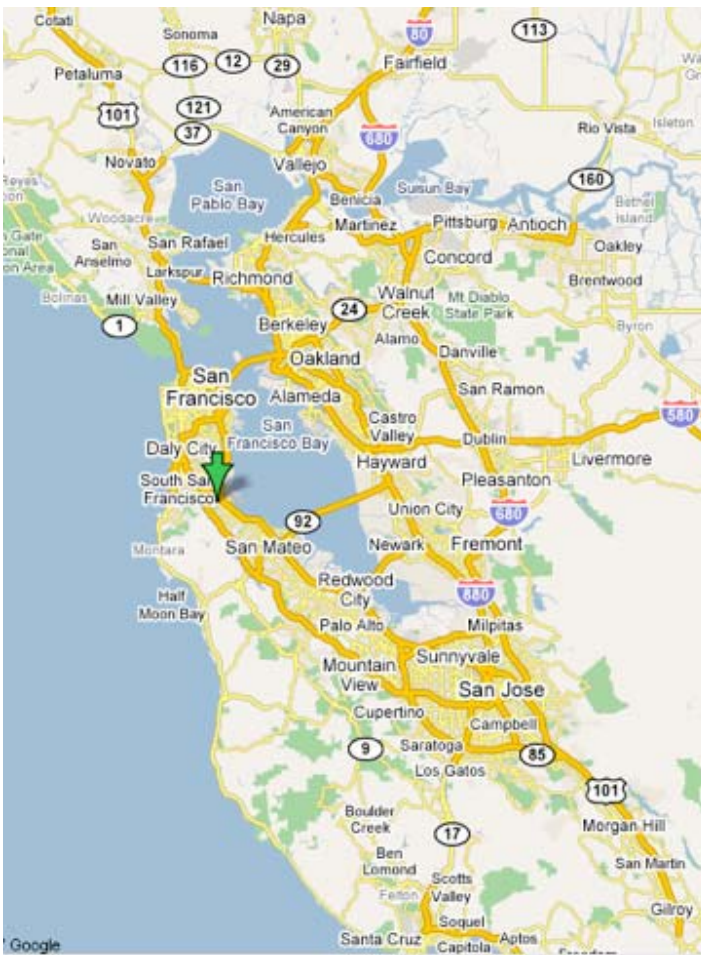 Cotati
Napa
Sonoma
80
113
116
12
29
Fairfield
Petaluma
121
American
Canyon
101
37
680
Rio Vista
Isleton
Novato
Vallejo
160
San
Pablo Bay
Benicia
Suisun Bay
Bethel
Island
Woodacre
Martinez
Pittsburg
Antioch
San
Anselmo
San Rafael
Hercules
Oakley
Concord
Larkspur
Richmond
Brentwood
Bolinas
Mill Valley
24
Walnut
Creek
Mt Diablo
State Park
1
Berkeley
Byron
Alamo
Danville
Oakland
San
Francisco
San Ramon
Alameda
580
San
Francisco Bay
Castro
Valley
Daly City
Dublin
Hayward
Livermore
South San
Francisco
Pleasanton
Union City
680
92
Montara
San Mateo
Newark
Fremont
Half
Moon Bay
Redwood
City
880
Palo Alto
Milpitas
Mountain
View
Sunnyvale
San Jose
Cupertino
Campbell
9
Saratoga
85
Los Gatos
101
Boulder
Creek
17
Morgan Hill
Ben
Lomond
San Martin
Scotts
Valley
Felton
Gilroy
Soquel
Santa Cruz
Capitola
Aptos
Google